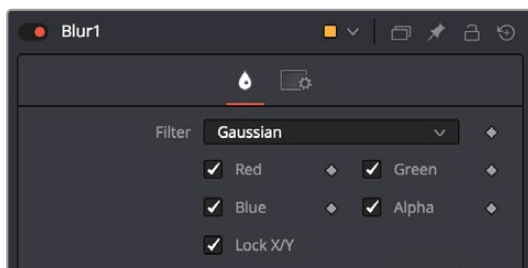 Blur1
Filter Gaussian
Red Green
Blue Alpha
Lock X/Y